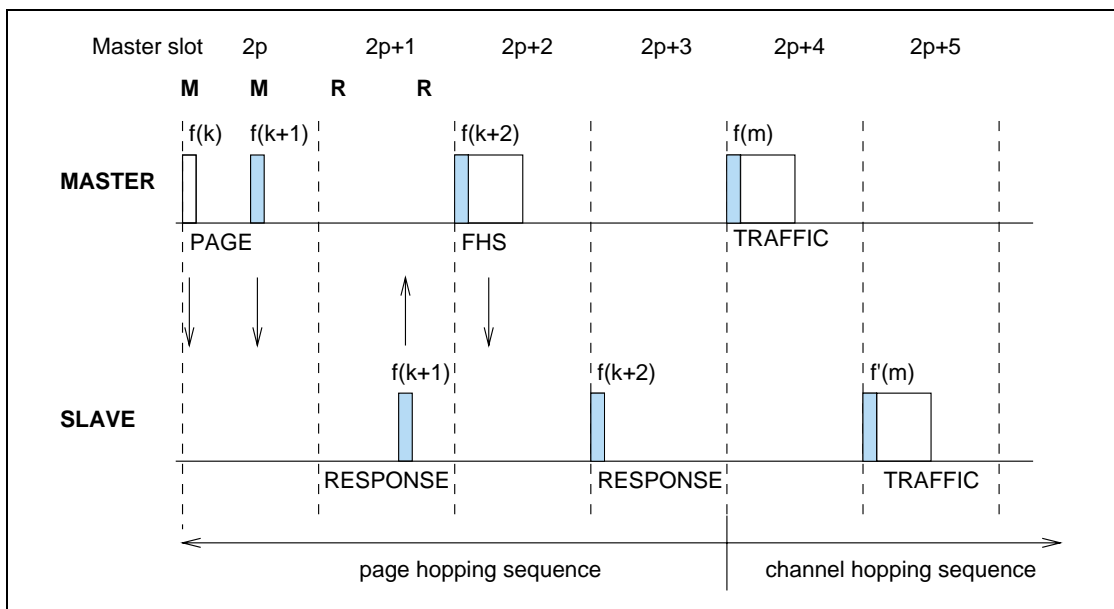 Master slot 2p 2p+1 2p+2 2p+3 2p+4 2p+5
M M R R
f(k) f(k+1) f(k+2) f(m)
MASTER
PAGE FHS TRAFFIC
f(k+1) f(k+2) f'(m)
SLAVE
RESPONSE RESPONSE TRAFFIC
page hopping sequence channel hopping sequence